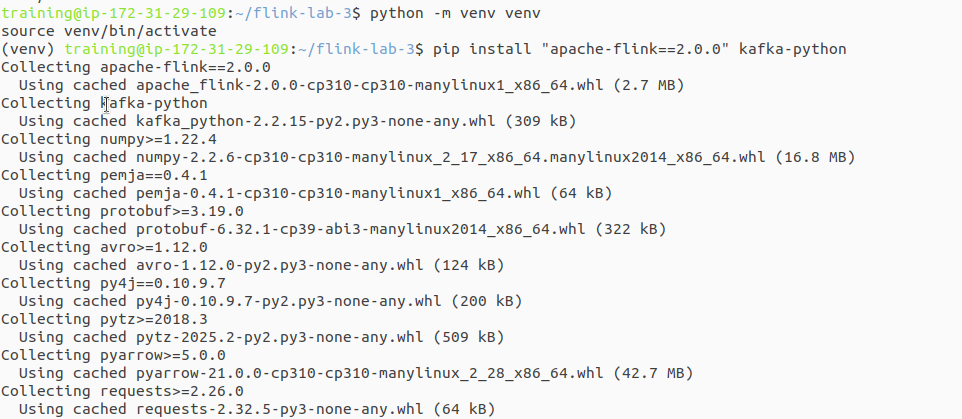 training@ip-172-31-29-109:~/flink-lab-3$ python -m venv venv
source venv/bin/activate
(venv) training@ip-172-31-29-109:~/flink-lab-3$ pip install "apache-flink==2.0.0" kafka-python
Collecting apache-flink==2.0.0
  Using cached apache_flink-2.0.0-cp310-cp310-manylinux1_x86_64.whl (2.7 MB)
Collecting kafka-python
  Using cached kafka_python-2.2.15-py2.py3-none-any.whl (309 kB)
Collecting numpy>=1.22.4
  Using cached numpy-2.2.6-cp310-cp310-manylinux_2_17_x86_64.manylinux2014_x86_64.whl (16.8 MB)
Collecting pemja==0.4.1
  Using cached pemja-0.4.1-cp310-cp310-manylinux1_x86_64.whl (64 kB)
Collecting protobuf>=3.19.0
  Using cached protobuf-6.32.1-cp39-abi3-manylinux2014_x86_64.whl (322 kB)
Collecting avro>=1.12.0
  Using cached avro-1.12.0-py2.py3-none-any.whl (124 kB)
Collecting py4j==0.10.9.7
  Using cached py4j-0.10.9.7-py2.py3-none-any.whl (200 kB)
Collecting pytz>=2018.3
  Using cached pytz-2025.2-py2.py3-none-any.whl (509 kB)
Collecting pyarrow>=5.0.0
  Using cached pyarrow-21.0.0-cp310-cp310-manylinux_2_28_x86_64.whl (42.7 MB)
Collecting requests>=2.26.0
  Using cached requests-2.32.5-py3-none-any.whl (64 kB)